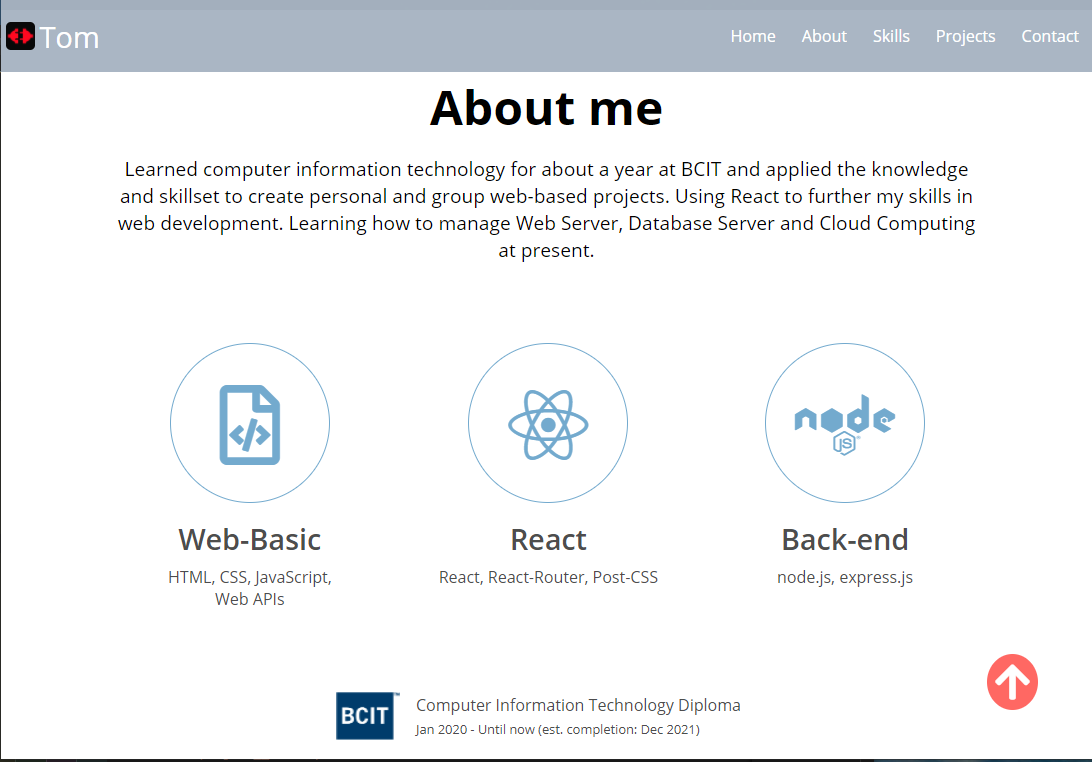 Tom
Home About Skills Projects Contact
About me
Learned computer information technology for about a year at BCIT and applied the knowledge
and skillset to create personal and group web-based projects. Using React to further my skills in
web development. Learning how to manage Web Server, Database Server and Cloud Computing
at present.
node
JS
Web-Basic
HTML, CSS, JavaScript,
Web APIs
React
React, React-Router, Post-CSS
Back-end
node.js, express.js
BCIT™
Computer Information Technology Diploma
Jan 2020 - Until now (est. completion: Dec 2021)